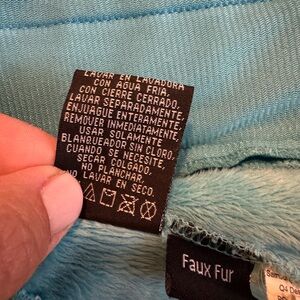 LAVAR EN LAVADORA
CON AGUA FRIA,
CON CIERRE CERRADO,
LAVAR SEPARADAMENTE,
ENJUAGUE ENTERAMENTE,
REMOVER INMEDIATAMENTE,
USAR SOLAMENTE
BLANQUEADOR SIN CLORO,
CUANDO SE NECESITE,
SECAR COLGADO,
NO PLANCHAR,
NO LAVAR EN SECO.
Faux Fur